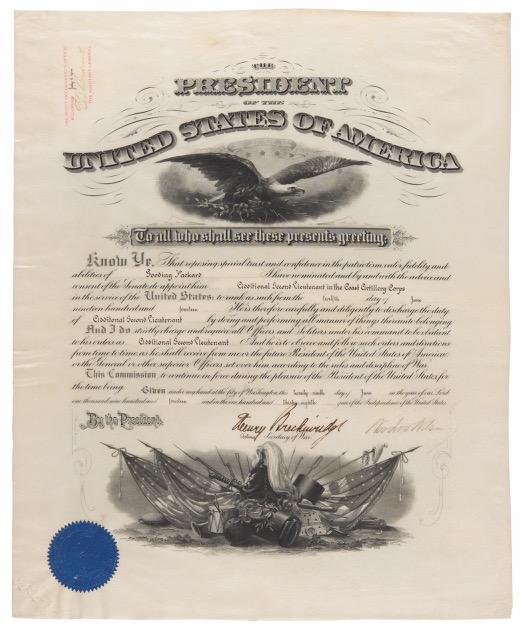 THE
PRESIDENT
OF THE
UNITED STATES OF AMERICA
To all who shall see these presents greeting:
Know Ye, That reposing special trust and confidence in the patriotism, valor, fidelity and
abilities of Gooding Packard I have nominated and by and with the advice and
consent of the Senate do appoint him Additional Second Lieutenant in the Coast Artillery Corps
in the service of the United States: to rank as such from the twelfth day of June
nineteen hundred and fourteen He is therefore carefully and diligently to discharge the duty
of Additional Second Lieutenant by doing and performing all manner of things thereunto belonging
And I do strictly charge and require all Officers and Soldiers under his command to be obedient
to his orders as Additional Second Lieutenant And he is to observe and follow such orders and directions
from time to time as he shall receive from me or the future President of the United States of America
or the General or other superior Officers set over him according to the rules and discipline of War
This Commission to continue in force during the pleasure of the President of the United States for
the time being
Given under my hand at the City of Washington, the twenty ninth day of June in the year of our Lord
one thousand nine hundred and fourteen and in the one hundred and thirty eighth year of the Independence of the United States.
By the President.
Henry Breckinridge
Secretary of War
Woodrow Wilson